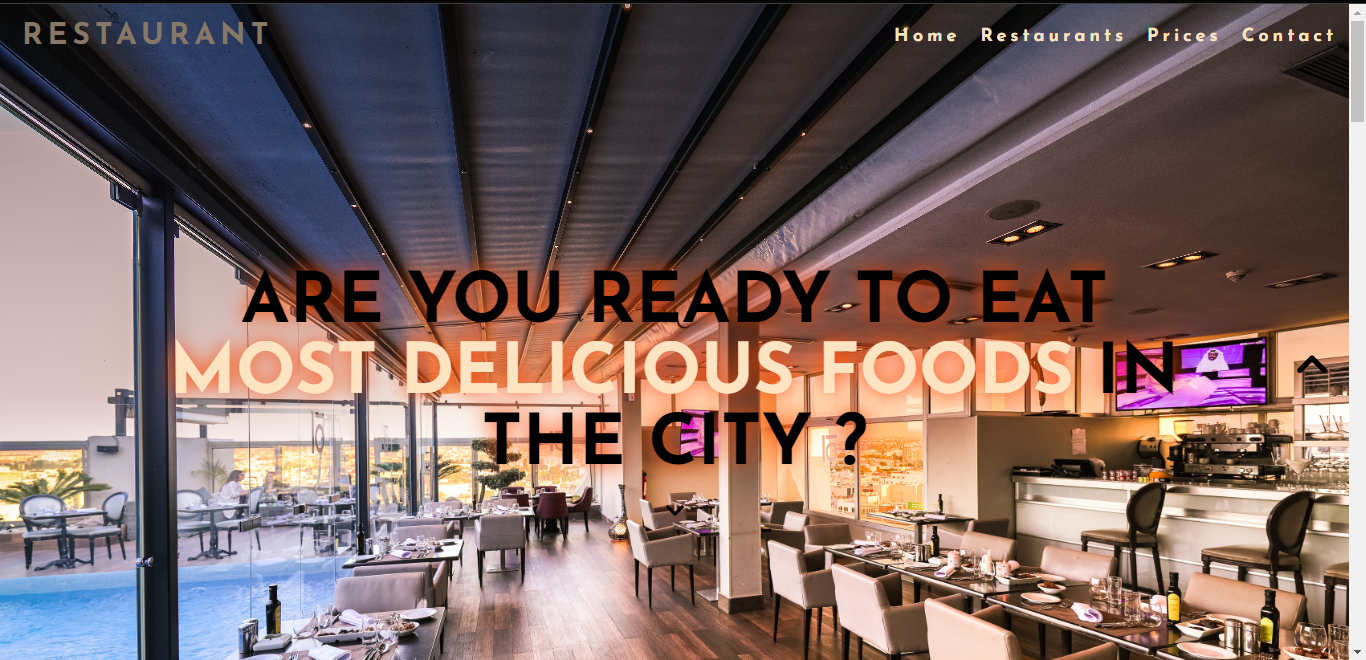 RESTAURANT
Home Restaurants Prices Contact
ARE YOU READY TO EAT
MOST DELICIOUS FOODS IN
THE CITY ?